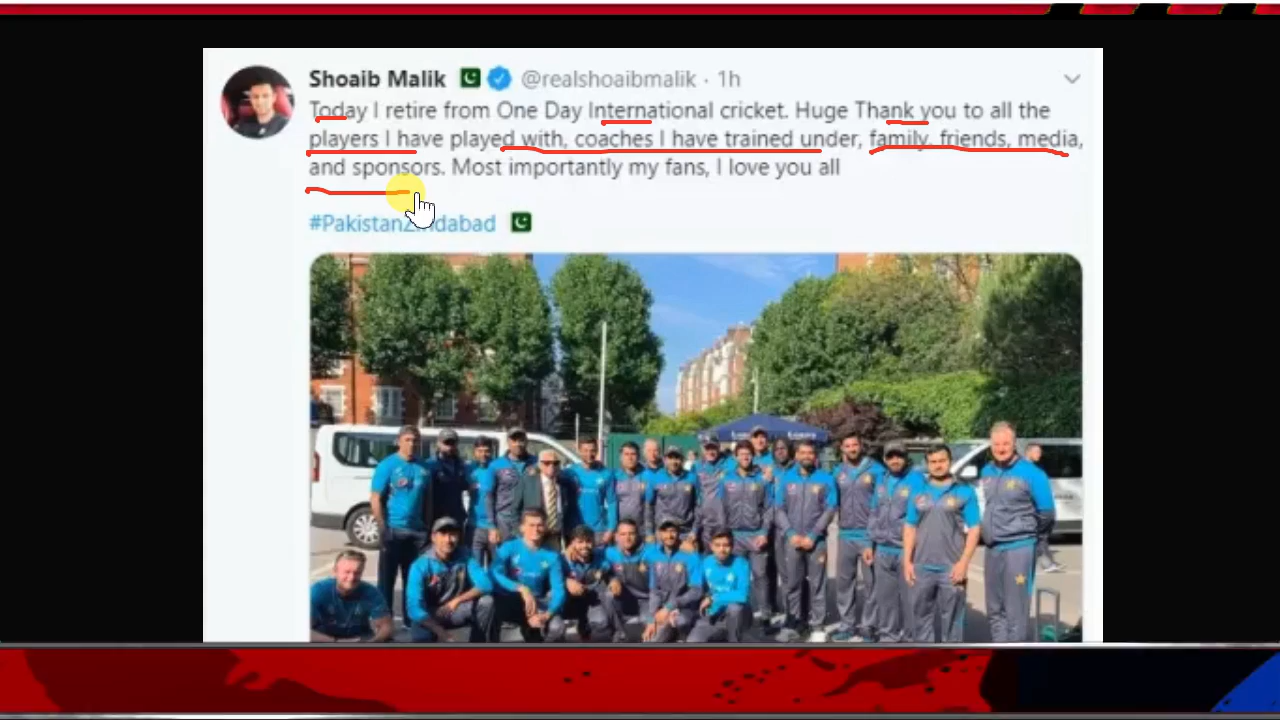 Shoaib Malik @realshoaibmalik · 1h
Today I retire from One Day International cricket. Huge Thank you to all the
players I have played with, coaches I have trained under, family, friends, media,
and sponsors. Most importantly my fans, I love you all
#PakistanZindabad